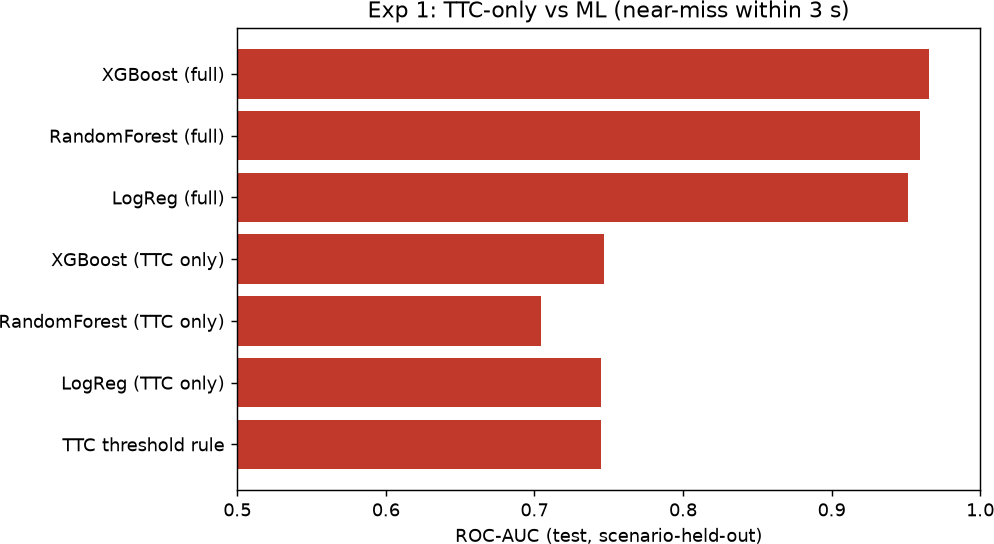 Exp 1: TTC-only vs ML (near-miss within 3 s)
XGBoost (full)
RandomForest (full)
LogReg (full)
XGBoost (TTC only)
RandomForest (TTC only)
LogReg (TTC only)
TTC threshold rule
0.5 0.6 0.7 0.8 0.9 1.0
ROC-AUC (test, scenario-held-out)